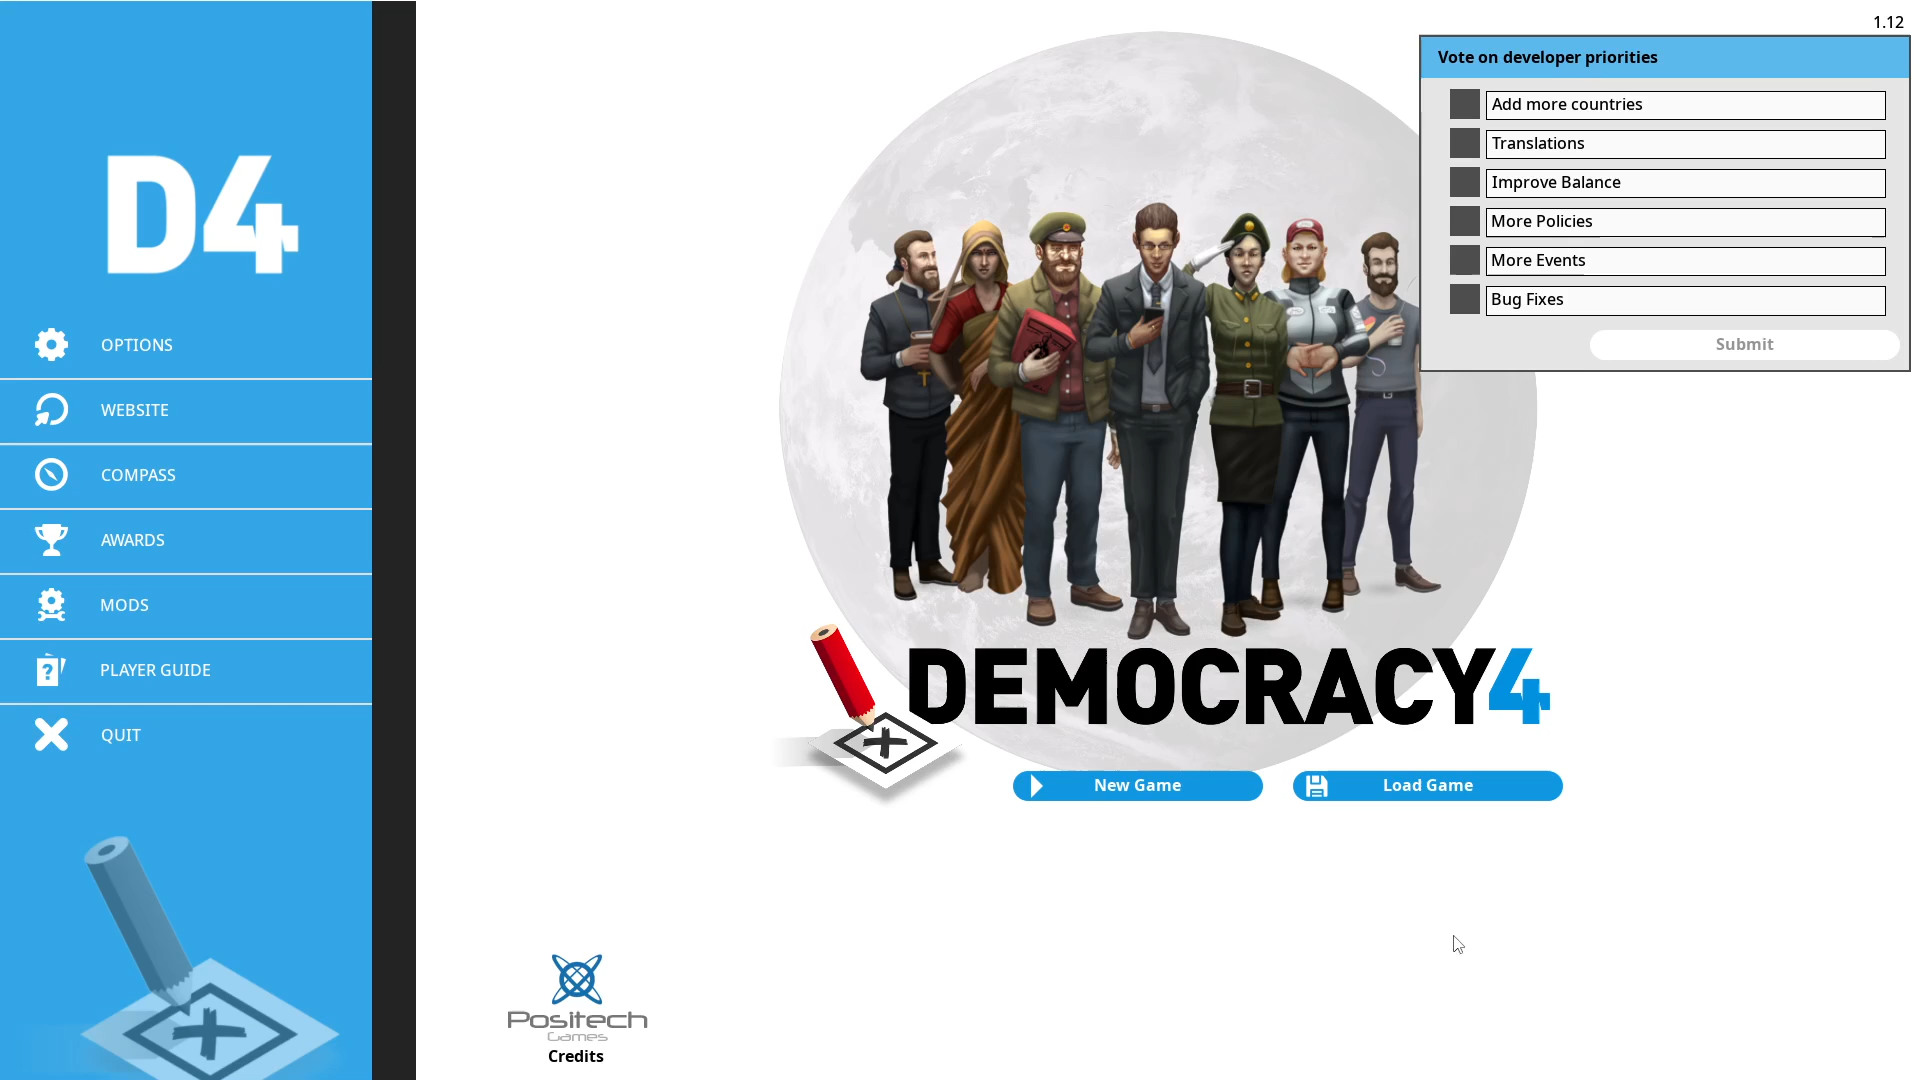 D4
OPTIONS
WEBSITE
COMPASS
AWARDS
MODS
PLAYER GUIDE
QUIT
1.12
Vote on developer priorities
Add more countries
Translations
Improve Balance
More Policies
More Events
Bug Fixes
Submit
DEMOCRACY4
New Game
Load Game
Positech
Games
Credits